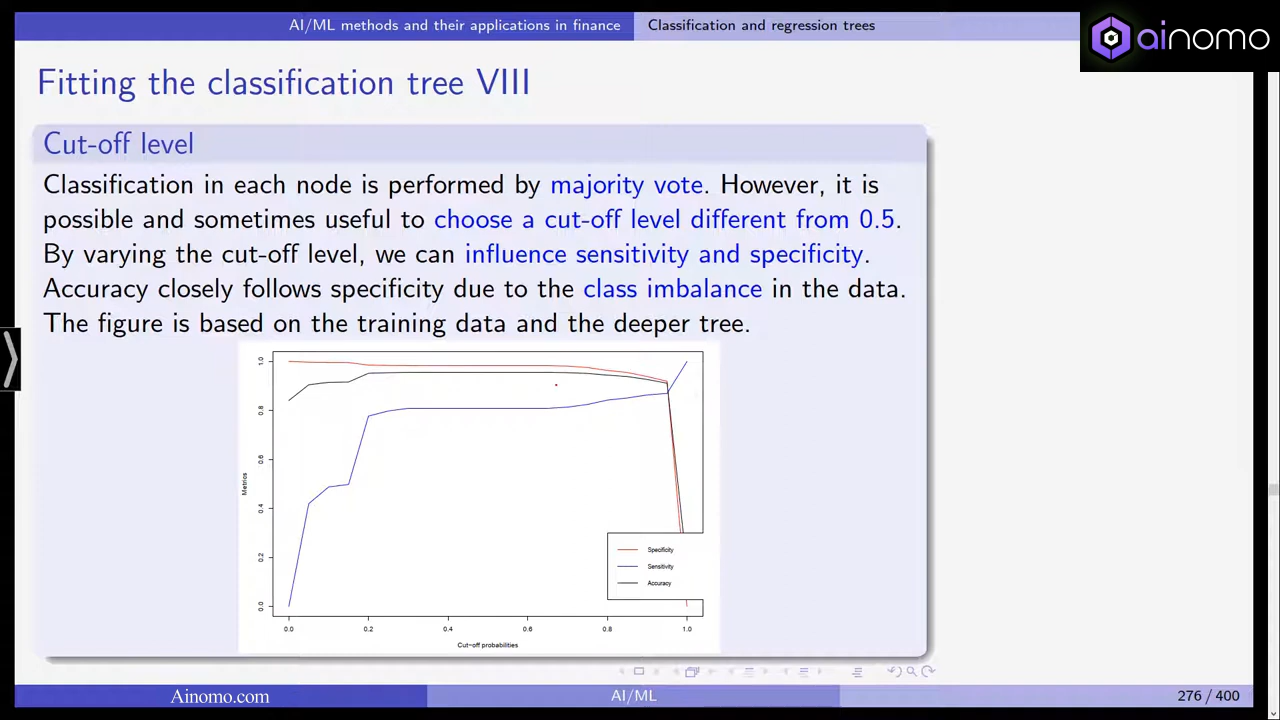 AI/ML methods and their applications in finance
Classification and regression trees
ainomo
Fitting the classification tree VIII
Cut-off level
Classification in each node is performed by majority vote. However, it is
possible and sometimes useful to choose a cut-off level different from 0.5.
By varying the cut-off level, we can influence sensitivity and specificity.
Accuracy closely follows specificity due to the class imbalance in the data.
The figure is based on the training data and the deeper tree.
1.0
0.8
0.6
0.4
0.2
0.0
Metrics
Specificity
Sensitivity
Accuracy
0.0 0.2 0.4 0.6 0.8 1.0
Cut-off probabilities
Ainomo.com
AI/ML
276 / 400